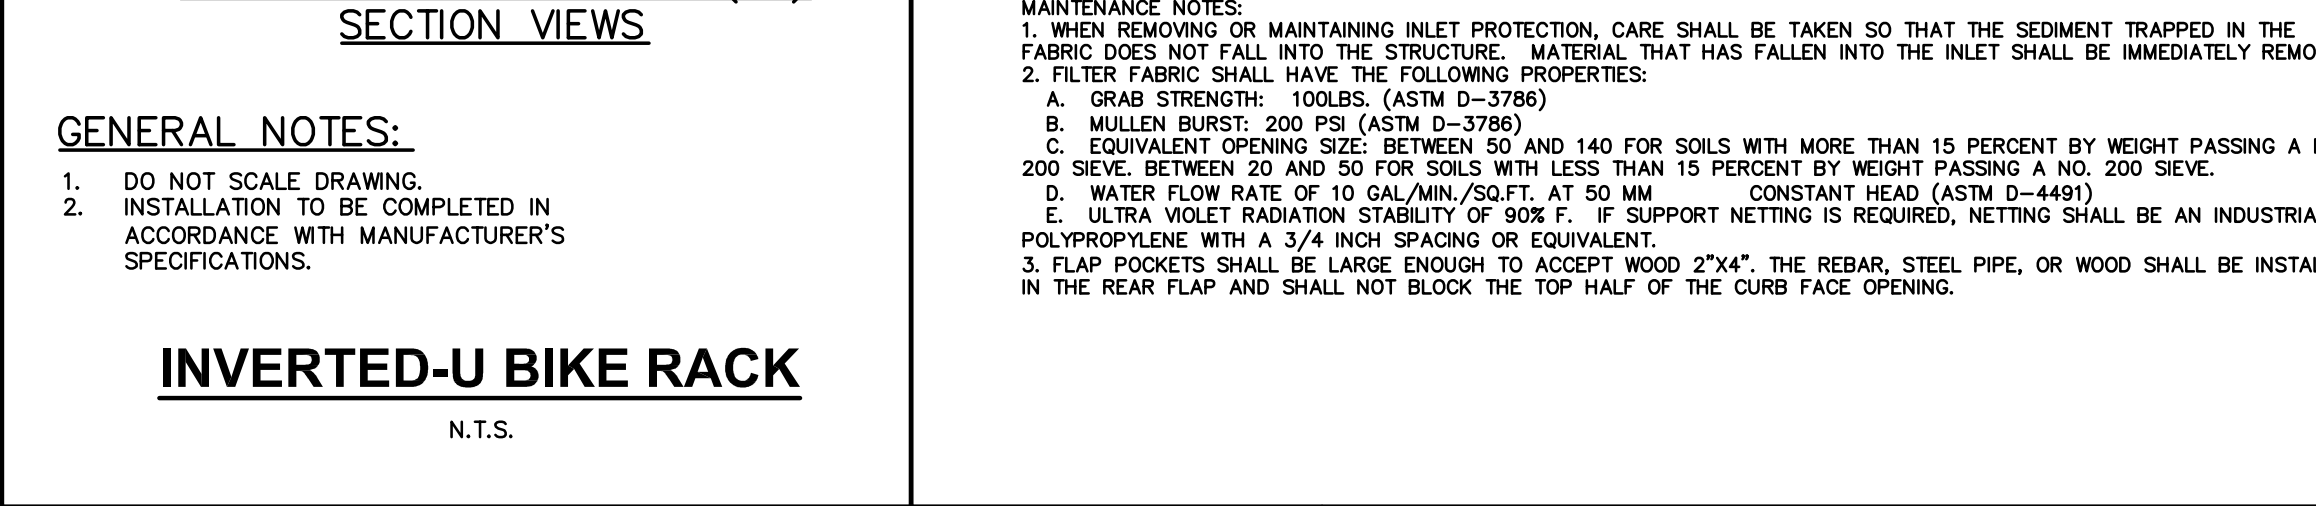 SECTION VIEWS
GENERAL NOTES:
1. DO NOT SCALE DRAWING.
2. INSTALLATION TO BE COMPLETED IN
ACCORDANCE WITH MANUFACTURER'S
SPECIFICATIONS.
INVERTED-U BIKE RACK
N.T.S.
MAINTENANCE NOTES:
1. WHEN REMOVING OR MAINTAINING INLET PROTECTION, CARE SHALL BE TAKEN SO THAT THE SEDIMENT TRAPPED IN THE
FABRIC DOES NOT FALL INTO THE STRUCTURE. MATERIAL THAT HAS FALLEN INTO THE INLET SHALL BE IMMEDIATELY
2. FILTER FABRIC SHALL HAVE THE FOLLOWING PROPERTIES:
A. GRAB STRENGTH: 100LBS. (ASTM D-3786)
B. MULLEN BURST: 200 PSI (ASTM D-3786)
C. EQUIVALENT OPENING SIZE: BETWEEN 50 AND 140 FOR SOILS WITH MORE THAN 15 PERCENT BY WEIGHT PASSING A
200 SIEVE. BETWEEN 20 AND 50 FOR SOILS WITH LESS THAN 15 PERCENT BY WEIGHT PASSING A NO. 200 SIEVE.
D. WATER FLOW RATE OF 10 GAL/MIN./SQ.FT. AT 50 MM CONSTANT HEAD (ASTM D-4491)
E. ULTRA VIOLET RADIATION STABILITY OF 90% F. IF SUPPORT NETTING IS REQUIRED, NETTING SHALL BE AN
POLYPROPYLENE WITH A 3/4 INCH SPACING OR EQUIVALENT.
3. FLAP POCKETS SHALL BE LARGE ENOUGH TO ACCEPT WOOD 2"X4". THE REBAR, STEEL PIPE, OR WOOD SHALL BE
IN THE REAR FLAP AND SHALL NOT BLOCK THE TOP HALF OF THE CURB FACE OPENING.